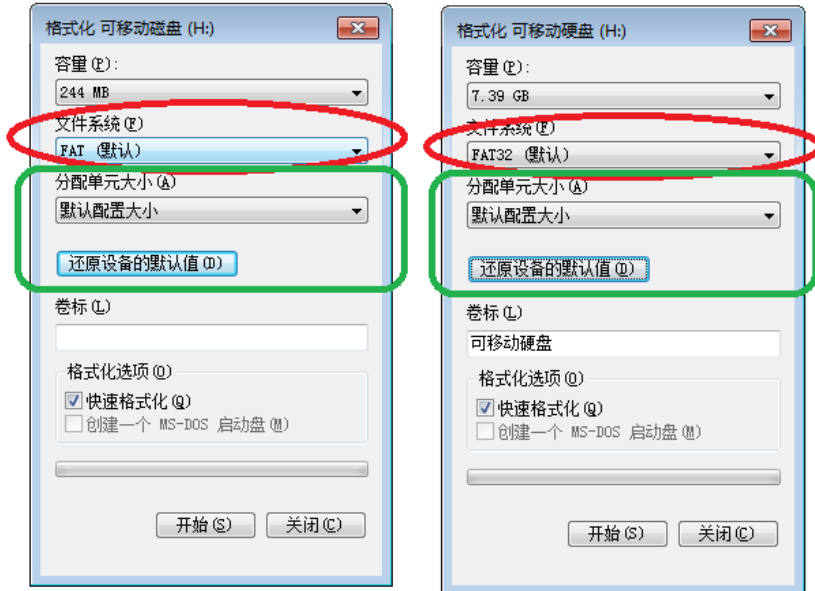 格式化 可移动磁盘 (H:)
容量(P):
244 MB
文件系统(F)
FAT (默认)
分配单元大小(A)
默认配置大小
还原设备的默认值(D)
卷标(L)
格式化选项(O)
快速格式化(Q)
创建一个 MS-DOS 启动盘(M)
开始(S)
关闭(C)
格式化 可移动硬盘 (H:)
容量(P):
7.39 GB
文件系统(F)
FAT32 (默认)
分配单元大小(A)
默认配置大小
还原设备的默认值(D)
卷标(L)
可移动硬盘
格式化选项(O)
快速格式化(Q)
创建一个 MS-DOS 启动盘(M)
开始(S)
关闭(C)